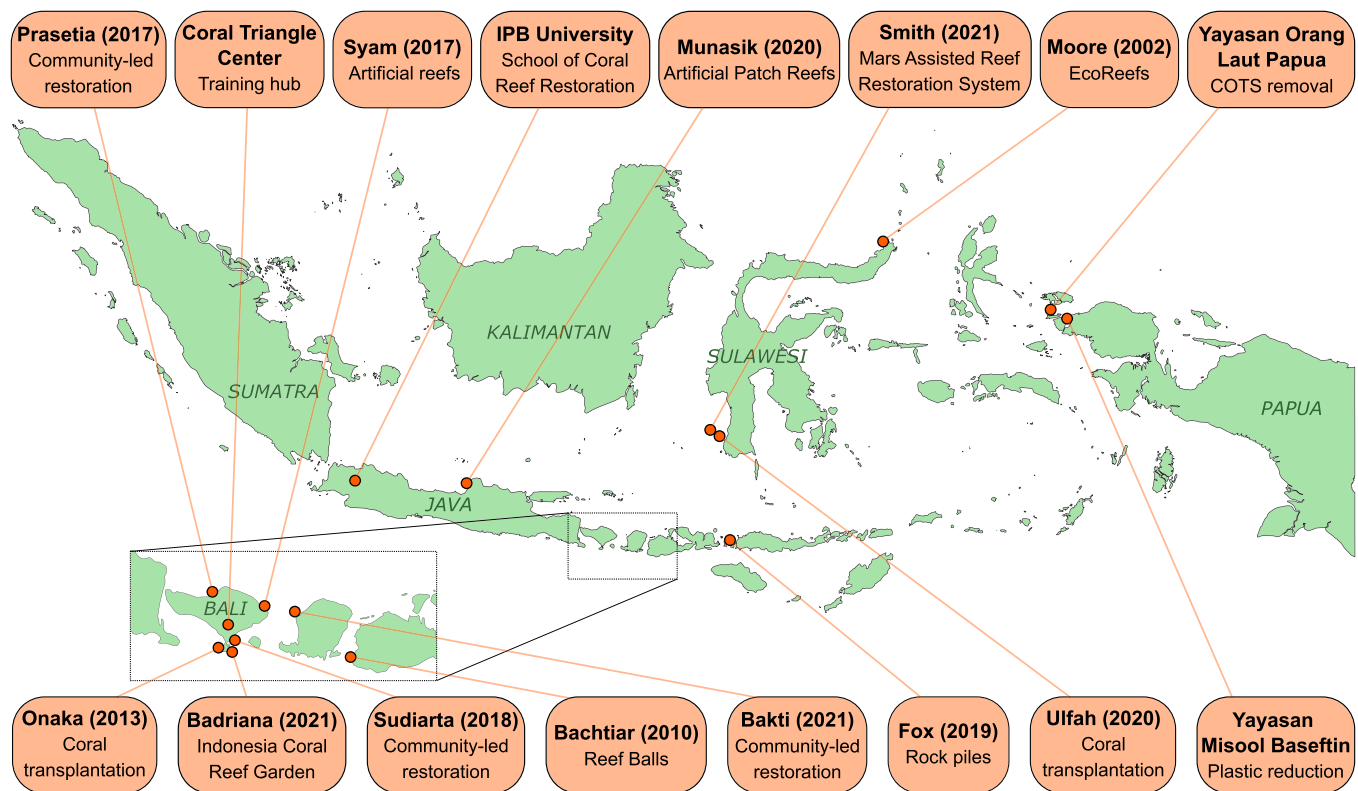 Prasetia (2017)
Community-led
restoration
Coral Triangle
Center
Training hub
Syam (2017)
Artificial reefs
IPB University
School of Coral
Reef Restoration
Munasik (2020)
Artificial Patch Reefs
Smith (2021)
Mars Assisted Reef
Restoration System
Moore (2002)
EcoReefs
Yayasan Orang
Laut Papua
COTS removal
KALIMANTAN
SULAWESI
SUMATRA
PAPUA
JAVA
BALI
Onaka (2013)
Coral
transplantation
Badriana (2021)
Indonesia Coral
Reef Garden
Sudiarta (2018)
Community-led
restoration
Bachtiar (2010)
Reef Balls
Bakti (2021)
Community-led
restoration
Fox (2019)
Rock piles
Ulfah (2020)
Coral
transplantation
Yayasan
Misool Baseftin
Plastic reduction